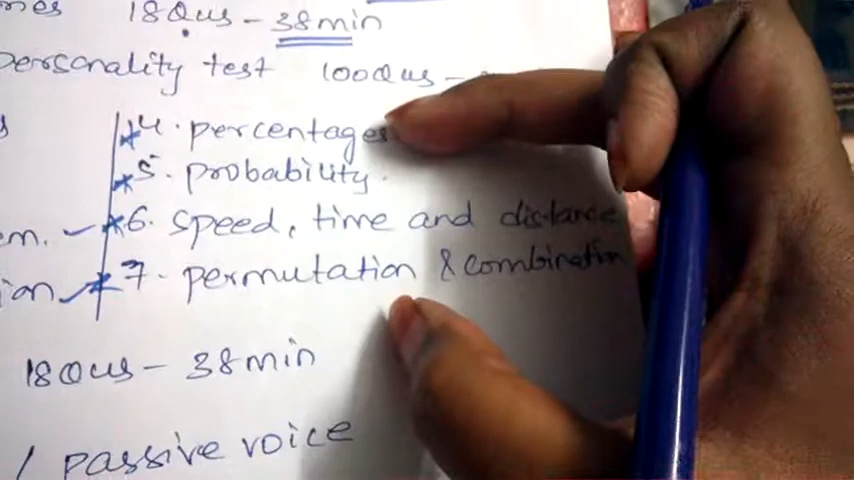 18Qus - 38min
personality test 100Qus -
4. percentages
5. probability.
6. speed, time and distance
7. permutation & combination
18Qus - 38min
/ passive voice